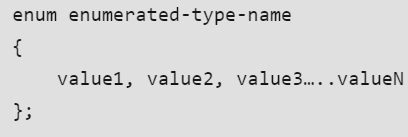 enum enumerated-type-name
{
value1, value2, value3…..valueN
};